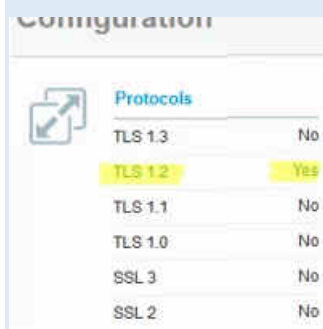 Configuration
Protocols
TLS 1.3 No
TLS 1.2 Yes
TLS 1.1 No
TLS 1.0 No
SSL 3 No
SSL 2 No